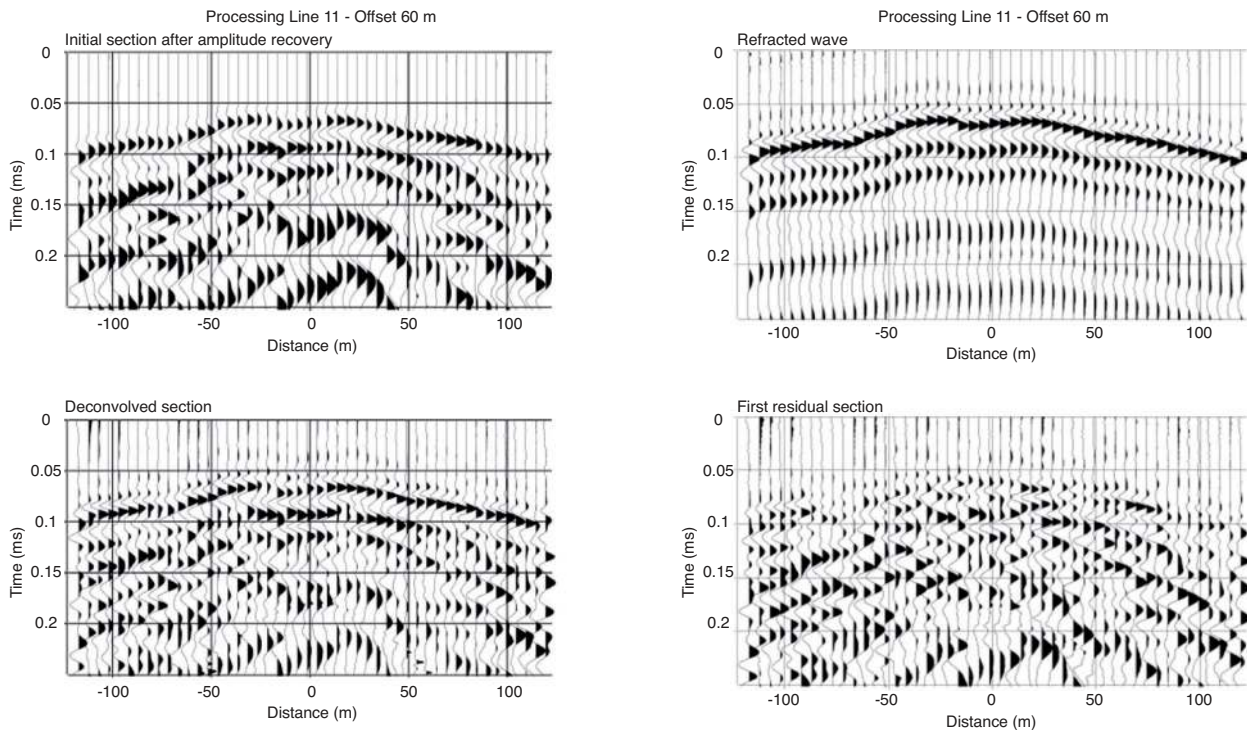 Processing Line 11 - Offset 60 m
Initial section after amplitude recovery
0
0.05
0.1
0.15
0.2
Time (ms)
-100 -50 0 50 100
Distance (m)
Processing Line 11 - Offset 60 m
Refracted wave
0
0.05
0.1
0.15
0.2
Time (ms)
-100 -50 0 50 100
Distance (m)
Deconvolved section
0
0.05
0.1
0.15
0.2
Time (ms)
-100 -50 0 50 100
Distance (m)
First residual section
0
0.05
0.1
0.15
0.2
Time (ms)
-100 -50 0 50 100
Distance (m)